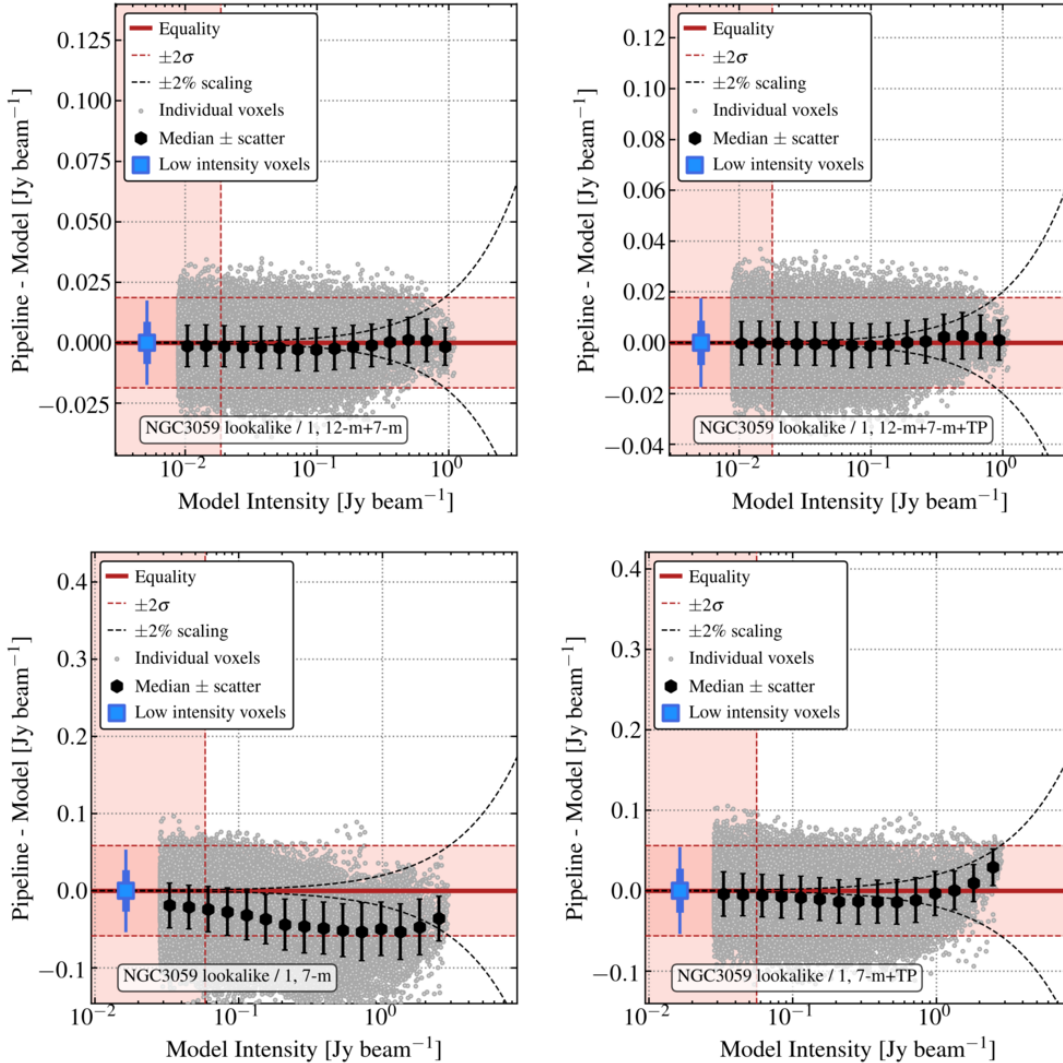 0.125
0.100
0.075
0.050
0.025
0.000
−0.025
Pipeline - Model [Jy beam⁻¹]
Equality
±2σ
±2% scaling
Individual voxels
Median ± scatter
Low intensity voxels
NGC3059 lookalike / 1, 12-m+7-m
10⁻² 10⁻¹ 10⁰
Model Intensity [Jy beam⁻¹]
0.12
0.10
0.08
0.06
0.04
0.02
0.00
−0.02
−0.04
Pipeline - Model [Jy beam⁻¹]
Equality
±2σ
±2% scaling
Individual voxels
Median ± scatter
Low intensity voxels
NGC3059 lookalike / 1, 12-m+7-m+TP
10⁻² 10⁻¹ 10⁰
Model Intensity [Jy beam⁻¹]
0.4
0.3
0.2
0.1
0.0
−0.1
Pipeline - Model [Jy beam⁻¹]
Equality
±2σ
±2% scaling
Individual voxels
Median ± scatter
Low intensity voxels
NGC3059 lookalike / 1, 7-m
10⁻² 10⁻¹ 10⁰
Model Intensity [Jy beam⁻¹]
0.4
0.3
0.2
0.1
0.0
−0.1
Pipeline - Model [Jy beam⁻¹]
Equality
±2σ
±2% scaling
Individual voxels
Median ± scatter
Low intensity voxels
NGC3059 lookalike / 1, 7-m+TP
10⁻² 10⁻¹ 10⁰
Model Intensity [Jy beam⁻¹]